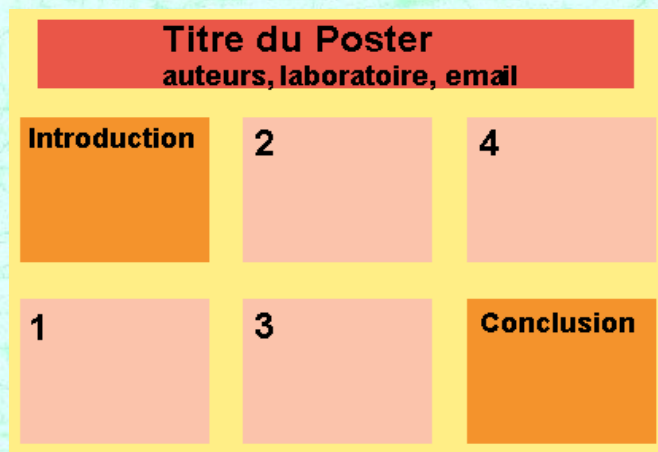 Titre du Poster
auteurs, laboratoire, email
Introduction
1
2
3
4
Conclusion